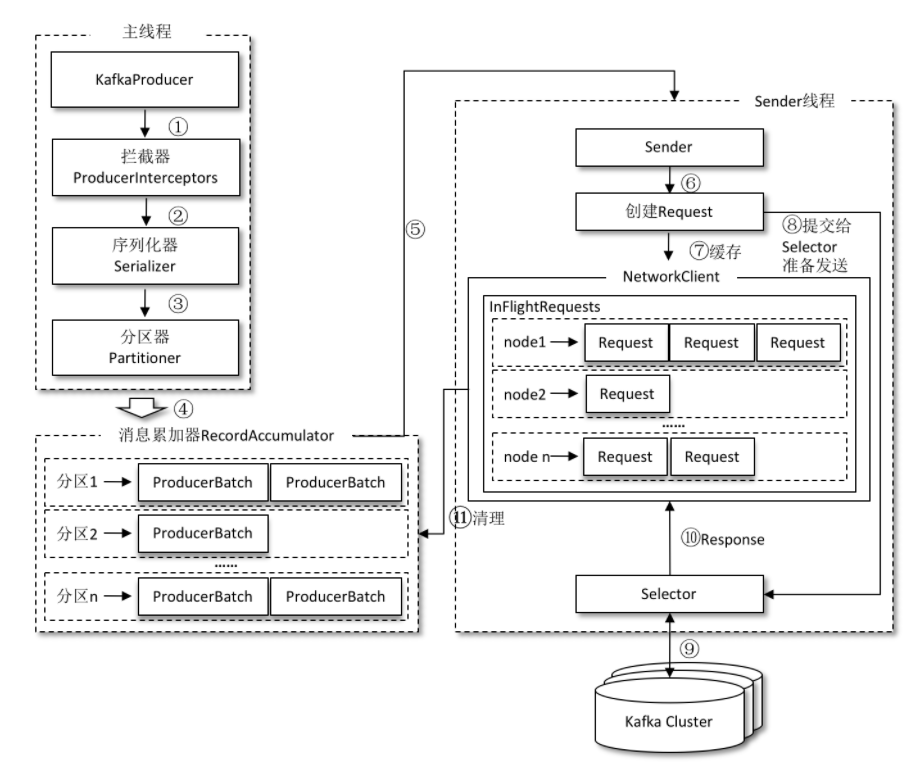 主线程
KafkaProducer
①
拦截器
ProducerInterceptors
②
序列化器
Serializer
③
分区器
Partitioner
④
消息累加器RecordAccumulator
分区1
ProducerBatch
ProducerBatch
分区2
ProducerBatch
......
分区n
ProducerBatch
ProducerBatch
⑤
Sender线程
Sender
⑥
创建Request
⑦缓存
⑧提交给
Selector
准备发送
NetworkClient
InFlightRequests
node1
Request
Request
Request
node2
Request
......
node n
Request
Request
⑪清理
⑩Response
Selector
⑨
Kafka Cluster